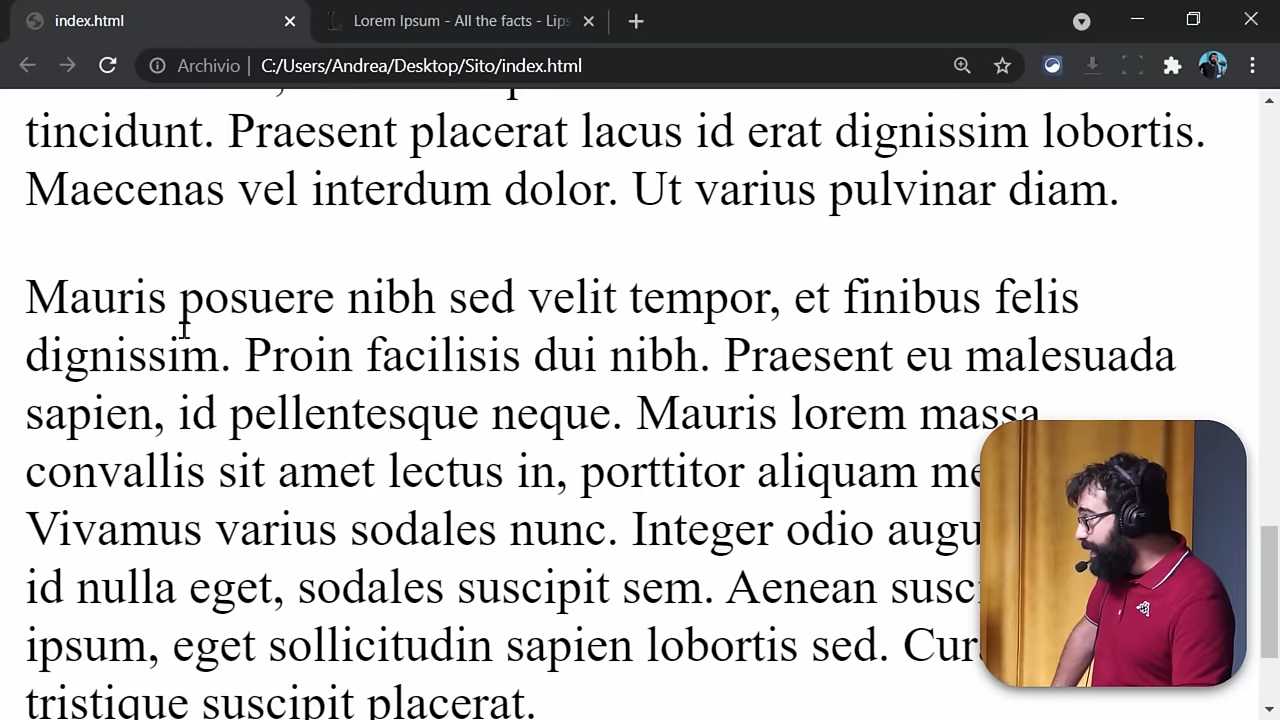 index.html
Lorem Ipsum - All the facts - Lips
Archivio
C:/Users/Andrea/Desktop/Sito/index.html
tincidunt. Praesent placerat lacus id erat dignissim lobortis.
Maecenas vel interdum dolor. Ut varius pulvinar diam.
Mauris posuere nibh sed velit tempor, et finibus felis
dignissim. Proin facilisis dui nibh. Praesent eu malesuada
sapien, id pellentesque neque. Mauris lorem massa
convallis sit amet lectus in, porttitor aliquam
Vivamus varius sodales nunc. Integer odio
id nulla eget, sodales suscipit sem. Aenean
ipsum, eget sollicitudin sapien lobortis sed.
tristique suscipit placerat.